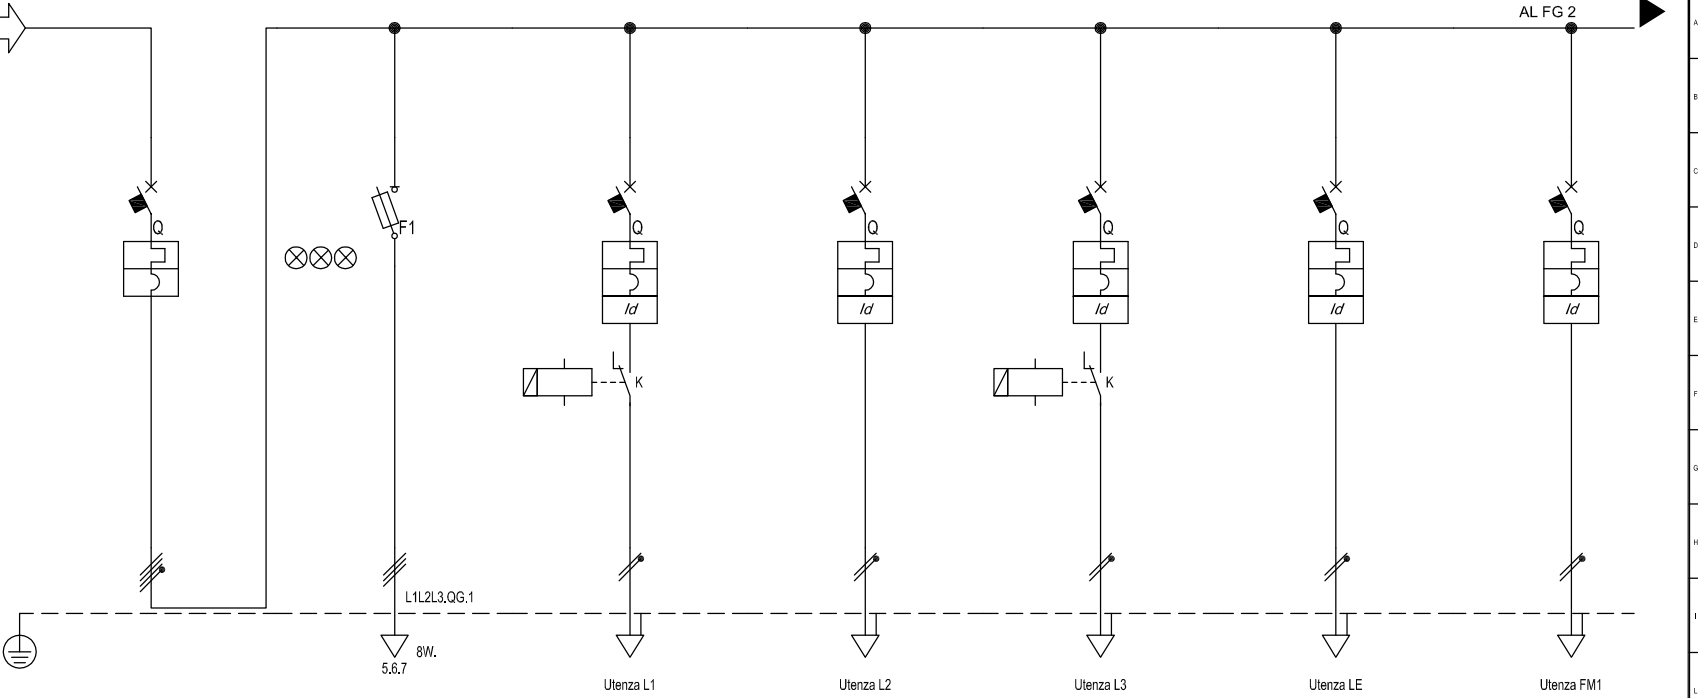 AL FG 2
A
B
C
Q F1 Q Q Q Q Q
D
Id Id Id Id Id
E
K K
F
G
H
L1L2L3.QG.1
I
8W.
5.6.7
Utenza L1 Utenza L2 Utenza L3 Utenza LE Utenza FM1
L